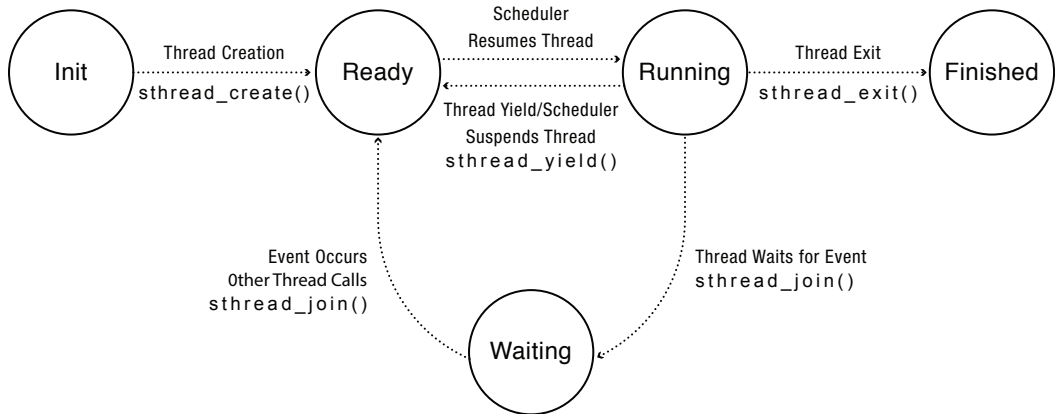 Init
Thread Creation
sthread_create()
Ready
Scheduler
Resumes Thread
Thread Yield/Scheduler
Suspends Thread
sthread_yield()
Running
Thread Exit
sthread_exit()
Finished
Event Occurs
Other Thread Calls
sthread_join()
Thread Waits for Event
sthread_join()
Waiting